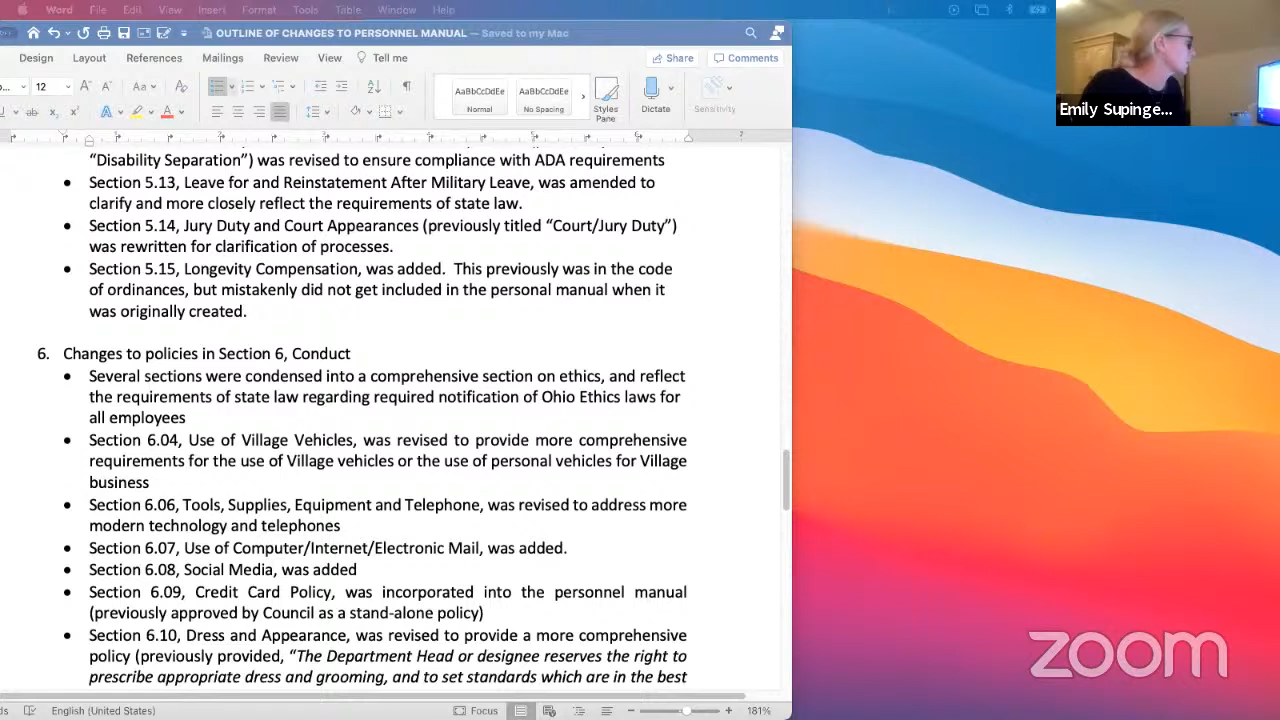 Word File Edit View Insert Format Tools Table Window Help
OUTLINE OF CHANGES TO PERSONNEL MANUAL — Saved to my Mac
Design Layout References Mailings Review View Tell me Share Comments
12 Aa AaBbCcDdEe AaBbCcDdEe
Normal No Spacing Styles Pane Dictate Sensitivity
Emily Supinge...
"Disability Separation") was revised to ensure compliance with ADA requirements
• Section 5.13, Leave for and Reinstatement After Military Leave, was amended to
clarify and more closely reflect the requirements of state law.
• Section 5.14, Jury Duty and Court Appearances (previously titled “Court/Jury Duty”)
was rewritten for clarification of processes.
• Section 5.15, Longevity Compensation, was added. This previously was in the code
of ordinances, but mistakenly did not get included in the personal manual when it
was originally created.
6. Changes to policies in Section 6, Conduct
• Several sections were condensed into a comprehensive section on ethics, and reflect
the requirements of state law regarding required notification of Ohio Ethics laws for
all employees
• Section 6.04, Use of Village Vehicles, was revised to provide more comprehensive
requirements for the use of Village vehicles or the use of personal vehicles for Village
business
• Section 6.06, Tools, Supplies, Equipment and Telephone, was revised to address more
modern technology and telephones
• Section 6.07, Use of Computer/Internet/Electronic Mail, was added.
• Section 6.08, Social Media, was added
• Section 6.09, Credit Card Policy, was incorporated into the personnel manual
(previously approved by Council as a stand-alone policy)
• Section 6.10, Dress and Appearance, was revised to provide a more comprehensive
policy (previously provided, “The Department Head or designee reserves the right to
prescribe appropriate dress and grooming, and to set standards which are in the best
English (United States) Focus 181%
zoom